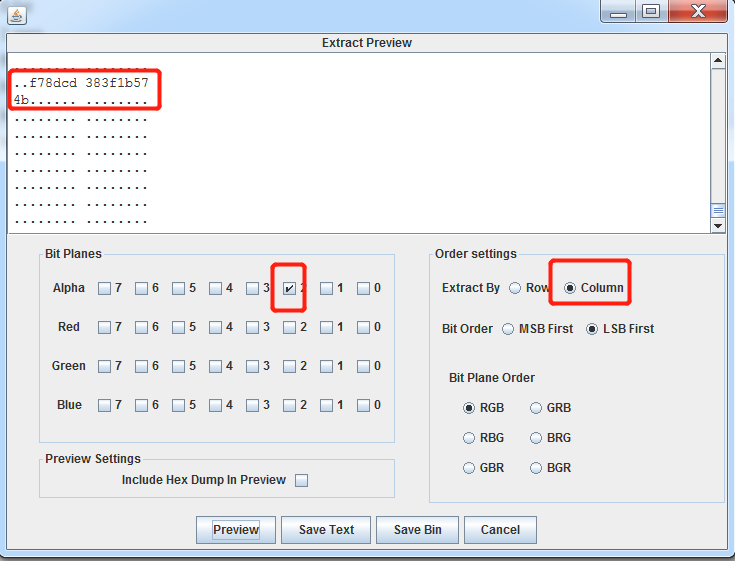 Extract Preview
........ ........
..f78dcd 383f1b57
4b...... ........
........ ........
........ ........
........ ........
........ ........
........ ........
........ ........
........ ........
Bit Planes
Alpha 7 6 5 4 3 2 1 0
Red 7 6 5 4 3 2 1 0
Green 7 6 5 4 3 2 1 0
Blue 7 6 5 4 3 2 1 0
Preview Settings
Include Hex Dump In Preview
Order settings
Extract By Row Column
Bit Order MSB First LSB First
Bit Plane Order
RGB GRB
RBG BRG
GBR BGR
Preview Save Text Save Bin Cancel